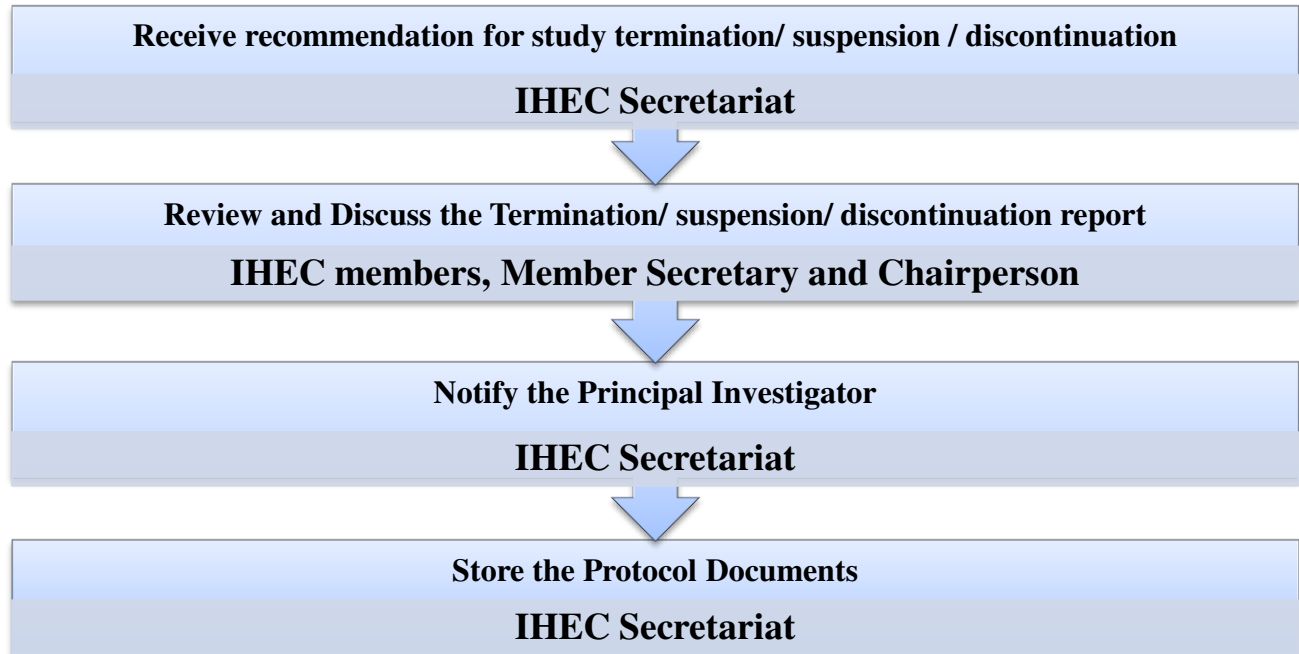 Receive recommendation for study termination/ suspension / discontinuation
IHEC Secretariat
Review and Discuss the Termination/ suspension/ discontinuation report
IHEC members, Member Secretary and Chairperson
Notify the Principal Investigator
IHEC Secretariat
Store the Protocol Documents
IHEC Secretariat